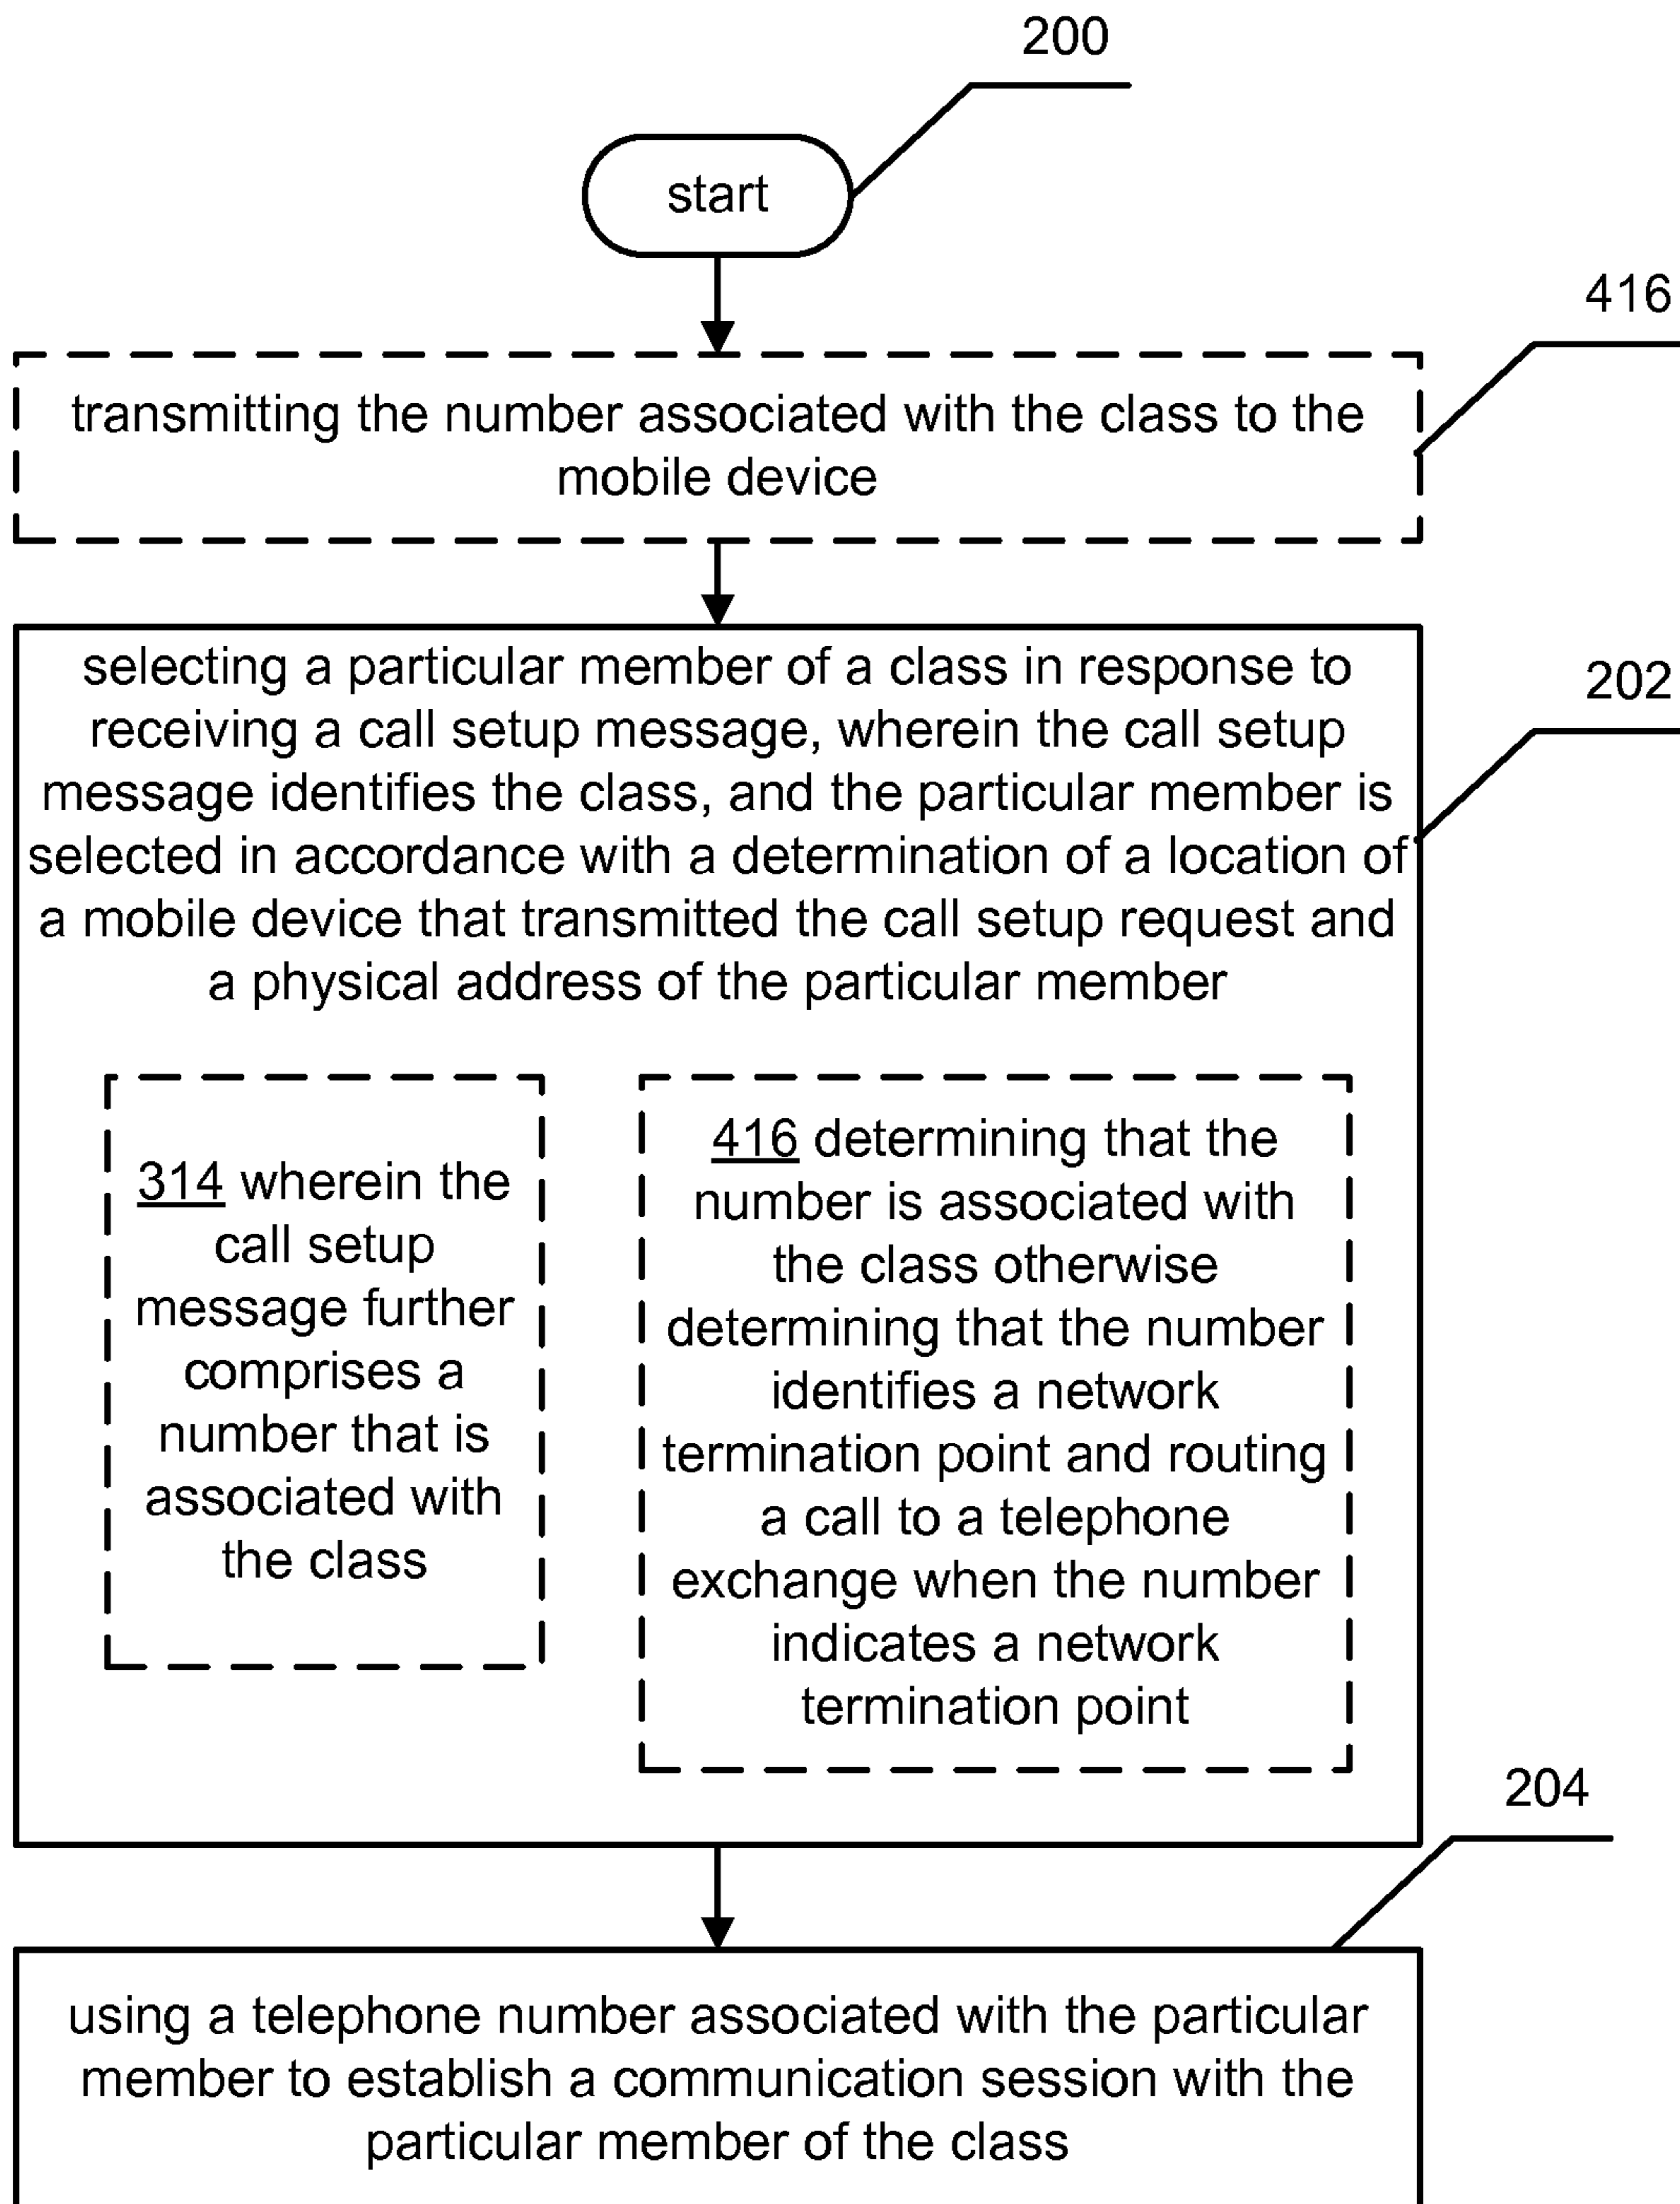 200
start
416
transmitting the number associated with the class to the
mobile device
202
selecting a particular member of a class in response to
receiving a call setup message, wherein the call setup
message identifies the class, and the particular member is
selected in accordance with a determination of a location of
a mobile device that transmitted the call setup request and
a physical address of the particular member
314 wherein the
call setup
message further
comprises a
number that is
associated with
the class
416 determining that the
number is associated with
the class otherwise
determining that the number
identifies a network
termination point and routing
a call to a telephone
exchange when the number
indicates a network
termination point
204
using a telephone number associated with the particular
member to establish a communication session with the
particular member of the class